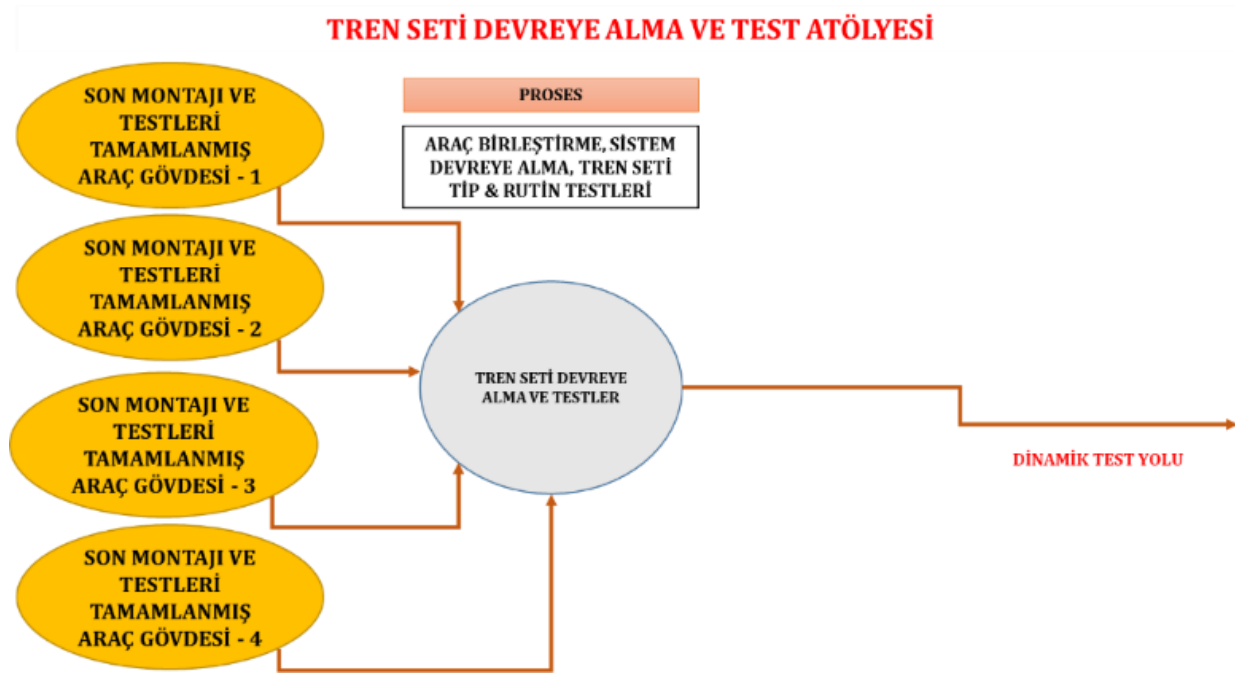 TREN SETİ DEVREYE ALMA VE TEST ATÖLYESİ
SON MONTAJI VE
TESTLERİ
TAMAMLANMIŞ
ARAÇ GÖVDESİ - 1
PROSES
ARAÇ BİRLEŞTİRME, SİSTEM
DEVREYE ALMA, TREN SETİ
TİP & RUTİN TESTLERİ
SON MONTAJI VE
TESTLERİ
TAMAMLANMIŞ
ARAÇ GÖVDESİ - 2
TREN SETİ DEVREYE
ALMA VE TESTLER
SON MONTAJI VE
TESTLERİ
TAMAMLANMIŞ
ARAÇ GÖVDESİ - 3
DİNAMİK TEST YOLU
SON MONTAJI VE
TESTLERİ
TAMAMLANMIŞ
ARAÇ GÖVDESİ - 4